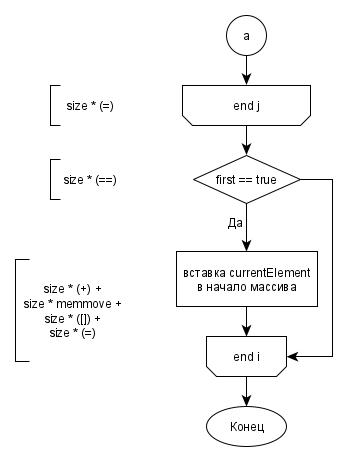 a
size * (=)
end j
size * (==)
first == true
Да
size * (+) +
size * memmove +
size * ([]) +
size * (=)
вставка currentElement
в начало массива
end i
Конец